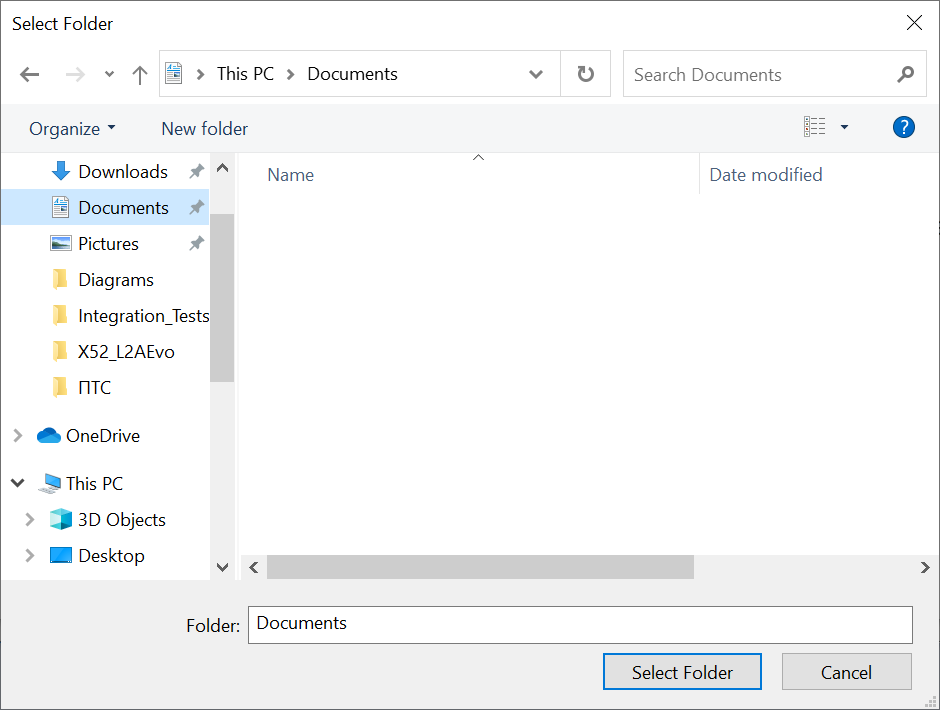 Select Folder
This PC Documents
Search Documents
Organize
New folder
?
Name
Date modified
Downloads
Documents
Pictures
Diagrams
Integration_Tests
X52_L2AEvo
ПТС
OneDrive
This PC
3D Objects
Desktop
Folder: Documents
Select Folder
Cancel